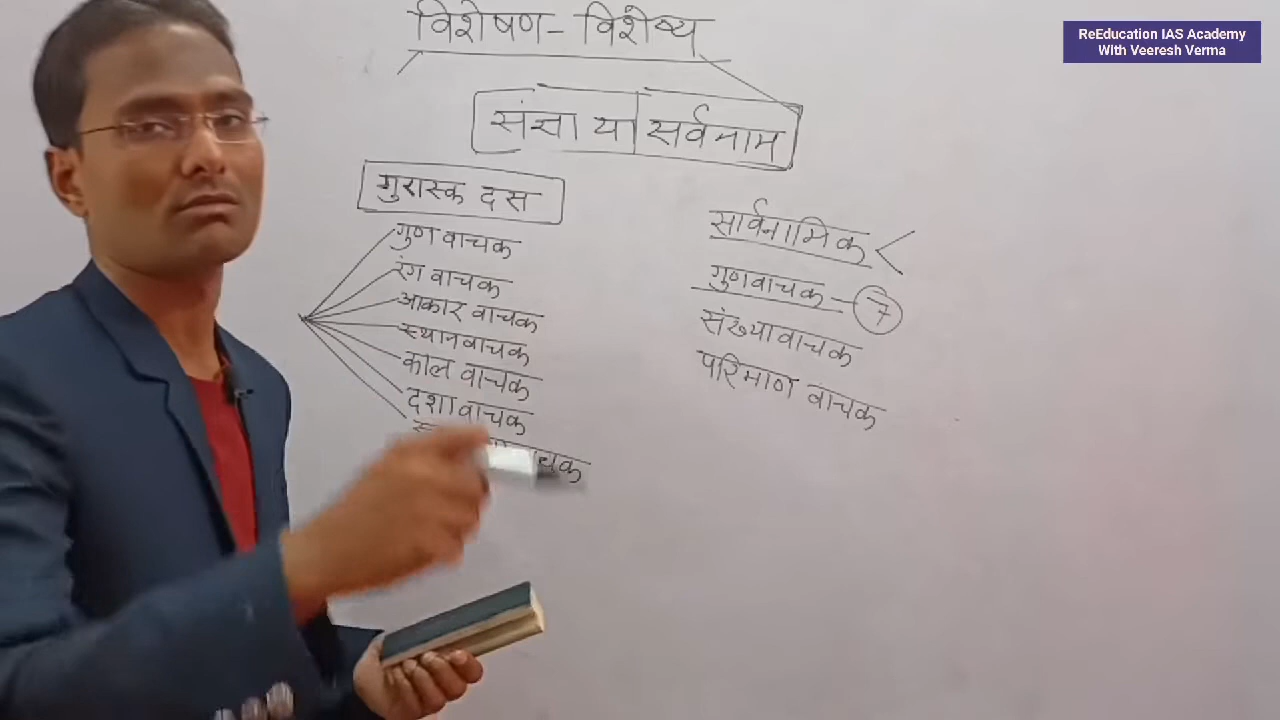 विशेषण - विशेष्य
ReEducation IAS Academy
With Veeresh Verma
संज्ञा या सर्वनाम
गुरास्क दस
गुण वाचक
रंग वाचक
आकार वाचक
स्थानवाचक
काल वाचक
दशा वाचक
वाचक
सार्वनामिक <
गुणवाचक - 7
संख्यावाचक
परिमाण वाचक